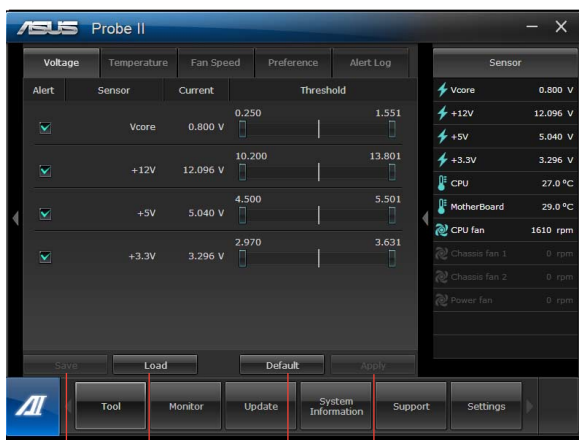 ASUS Probe II
Voltage Temperature Fan Speed Preference Alert Log
Alert Sensor Current Threshold
0.250 1.551
Vcore 0.800 V
10.200 13.801
+12V 12.096 V
4.500 5.501
+5V 5.040 V
2.970 3.631
+3.3V 3.296 V
Save Load Default Apply
Sensor
Vcore 0.800 V
+12V 12.096 V
+5V 5.040 V
+3.3V 3.296 V
CPU 27.0 ºC
MotherBoard 29.0 ºC
CPU fan 1610 rpm
Chassis fan 1 0 rpm
Chassis fan 2 0 rpm
Power fan 0 rpm
AI Tool Monitor Update System Information Support Settings